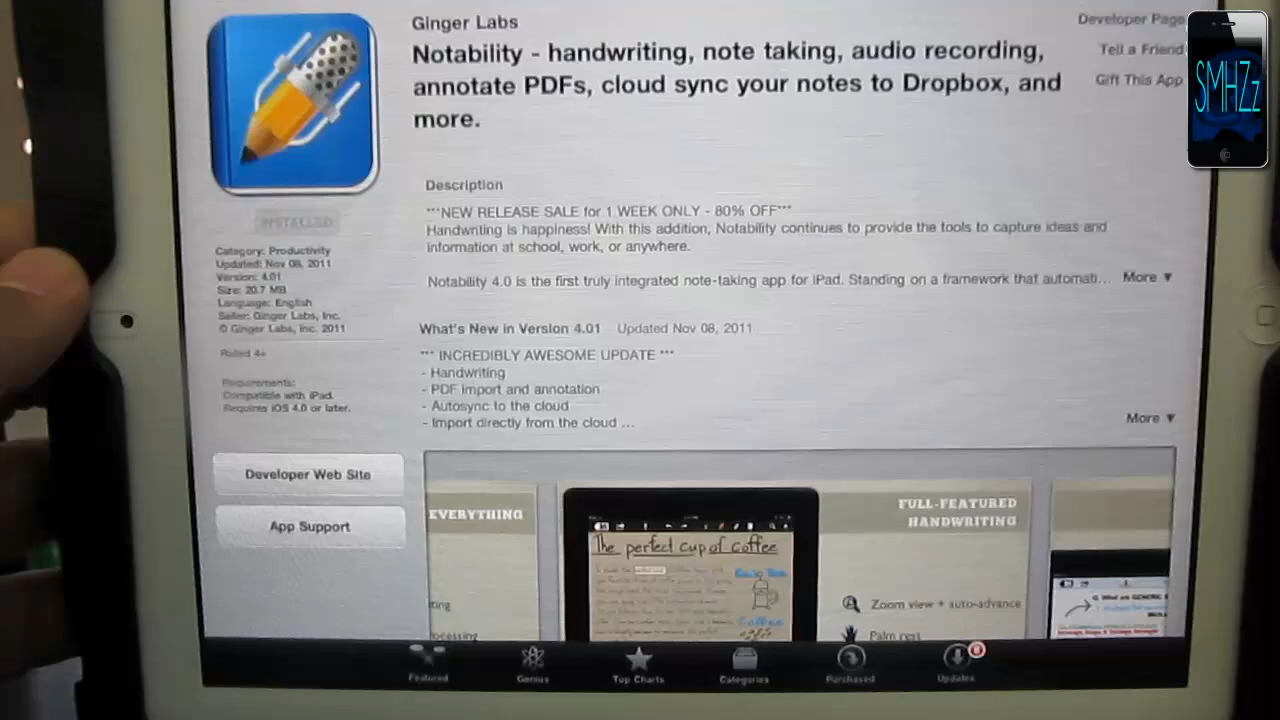 Ginger Labs
Developer Page
Notability - handwriting, note taking, audio recording,
annotate PDFs, cloud sync your notes to Dropbox, and
more.
Tell a Friend
Gift This App
SMHZz
Description
***NEW RELEASE SALE for 1 WEEK ONLY - 80% OFF***
Handwriting is happiness! With this addition, Notability continues to provide the tools to capture ideas and
information at school, work, or anywhere.
Notability 4.0 is the first truly integrated note-taking app for iPad. Standing on a framework that automati... More ▼
INSTALLED
Category: Productivity
Updated: Nov 08, 2011
Version: 4.01
Size: 20.7 MB
Language: English
Seller: Ginger Labs, Inc.
© Ginger Labs, Inc. 2011
Rated 4+
Requirements:
Compatible with iPad.
Requires iOS 4.0 or later.
What's New in Version 4.01 Updated Nov 08, 2011
*** INCREDIBLY AWESOME UPDATE ***
- Handwriting
- PDF import and annotation
- Autosync to the cloud
- Import directly from the cloud ...
More ▼
Developer Web Site
App Support
EVERYTHING
FULL-FEATURED
HANDWRITING
The perfect cup of coffee
Coffee
Zoom view + auto-advance
Palm rest
Featured
Genius
Top Charts
Categories
Purchased
Updates